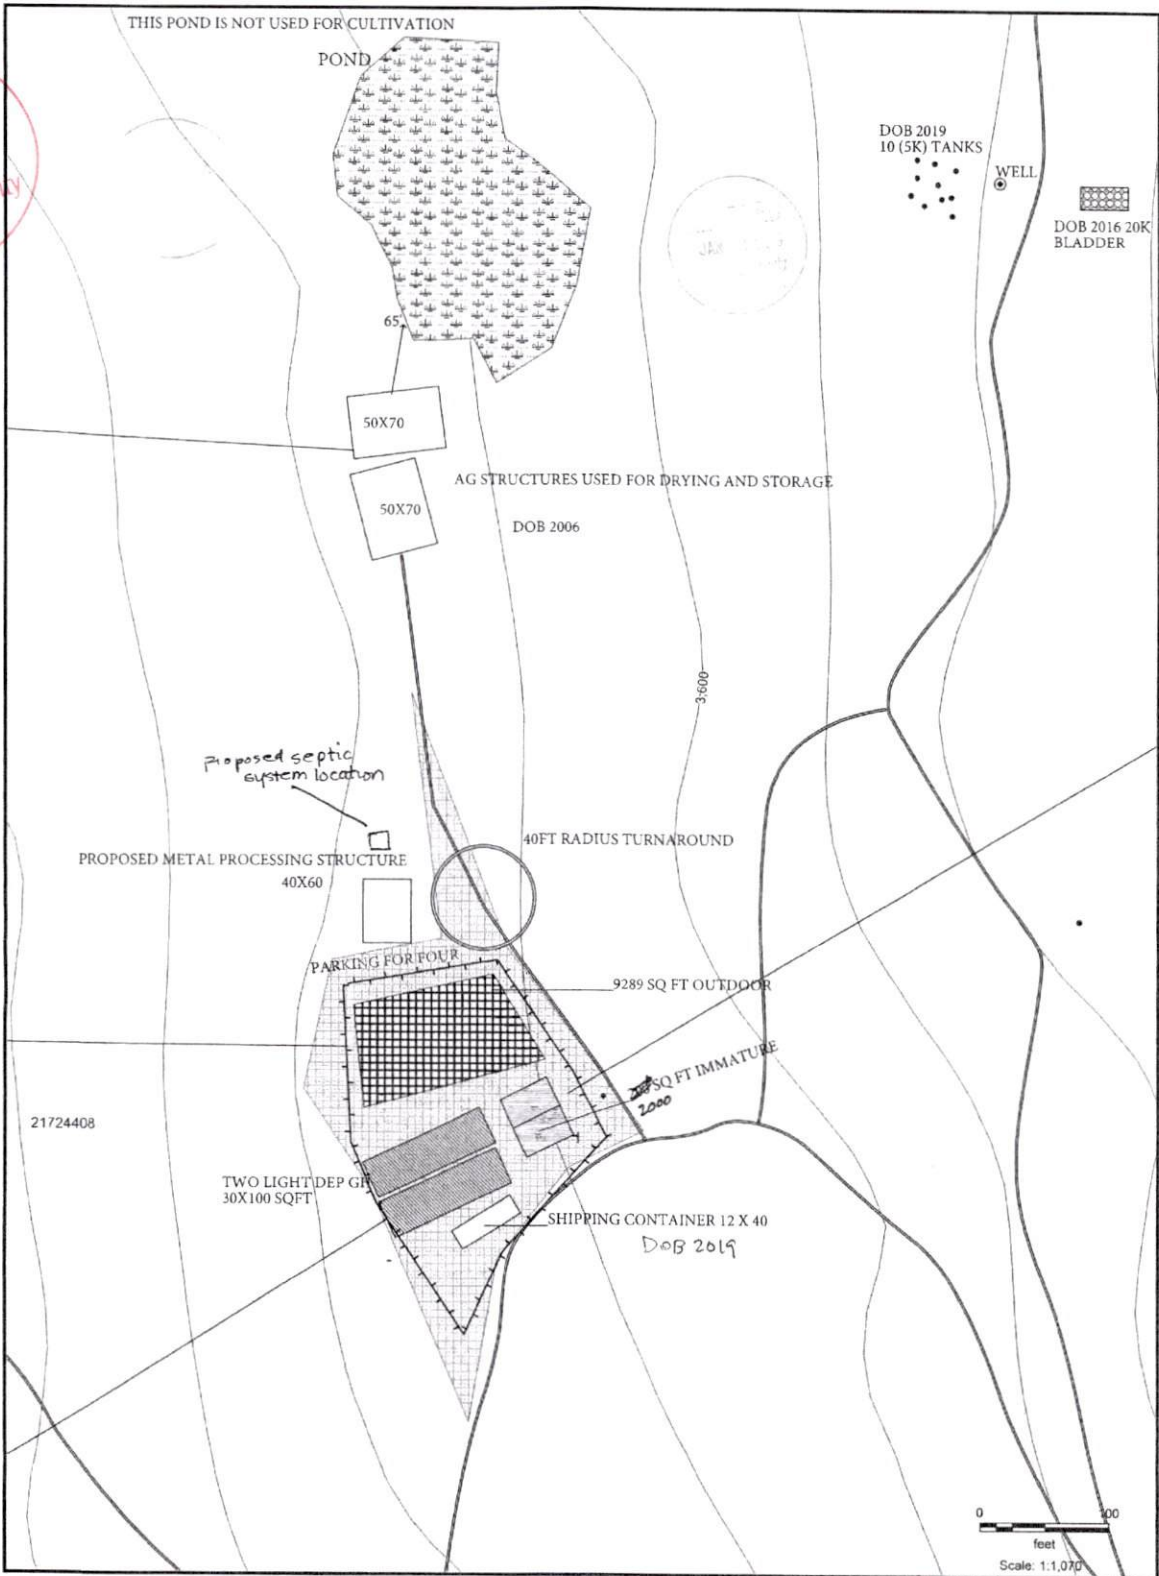 THIS POND IS NOT USED FOR CULTIVATION
POND
DOB 2019
10 (5K) TANKS
WELL
DOB 2016 20K
BLADDER
65'
50X70
AG STRUCTURES USED FOR DRYING AND STORAGE
50X70
DOB 2006
3,600
Proposed septic
system location
40FT RADIUS TURNAROUND
PROPOSED METAL PROCESSING STRUCTURE
40X60
PARKING FOR FOUR
9289 SQ FT OUTDOOR
SQ FT IMMATURE
2000
21724408
TWO LIGHT DEP GH
30X100 SQFT
SHIPPING CONTAINER 12 X 40
DOB 2019
0
feet
Scale: 1:1,070